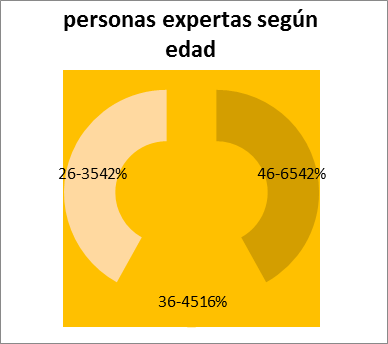 personas expertas según
edad
26-3542%
46-6542%
36-4516%